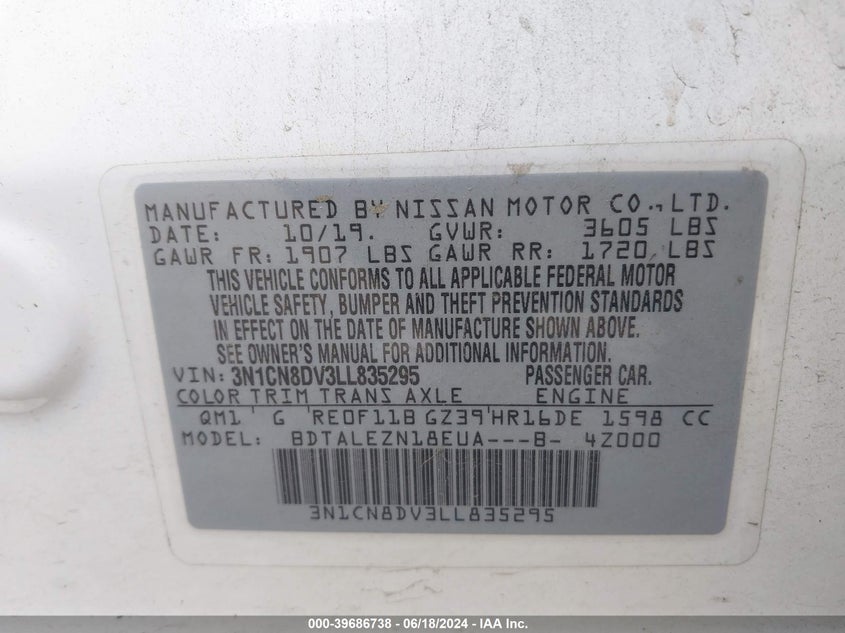 MANUFACTURED BY NISSAN MOTOR CO., LTD.
DATE: 10/19. GVWR: 3605 LBS
GAWR FR: 1907 LBS GAWR RR: 1720 LBS
THIS VEHICLE CONFORMS TO ALL APPLICABLE FEDERAL MOTOR
VEHICLE SAFETY, BUMPER AND THEFT PREVENTION STANDARDS
IN EFFECT ON THE DATE OF MANUFACTURE SHOWN ABOVE.
SEE OWNER'S MANUAL FOR ADDITIONAL INFORMATION.
VIN: 3N1CN8DV3LL835295 PASSENGER CAR.
COLOR TRIM TRANS AXLE ENGINE
QM1 ' G 'RE0F11B GZ39'HR16DE 1598 CC
MODEL: BDTALEZN18EUA---B- 4Z000
3N1CN8DV3LL835295
000-39686738 - 06/18/2024 - IAA Inc.